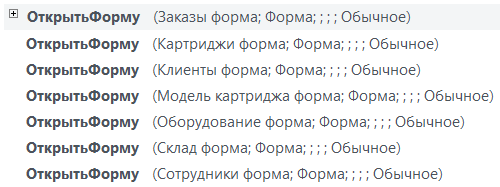 ОткрытьФорму (Заказы форма; Форма; ; ; ; Обычное)
ОткрытьФорму (Картриджи форма; Форма; ; ; ; Обычное)
ОткрытьФорму (Клиенты форма; Форма; ; ; ; Обычное)
ОткрытьФорму (Модель картриджа форма; Форма; ; ; ; Обычное)
ОткрытьФорму (Оборудование форма; Форма; ; ; ; Обычное)
ОткрытьФорму (Склад форма; Форма; ; ; ; Обычное)
ОткрытьФорму (Сотрудники форма; Форма; ; ; ; Обычное)